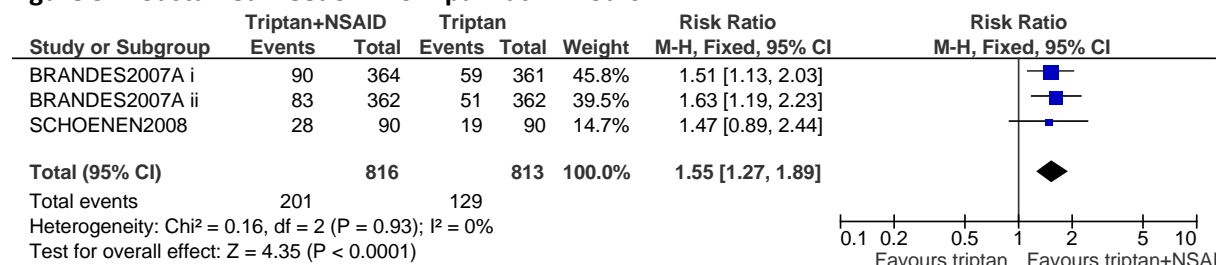 Triptan+NSAID Triptan Risk Ratio Risk Ratio
Study or Subgroup Events Total Events Total Weight M-H, Fixed, 95% CI M-H, Fixed, 95% CI
BRANDES2007A i 90 364 59 361 45.8% 1.51 [1.13, 2.03]
BRANDES2007A ii 83 362 51 362 39.5% 1.63 [1.19, 2.23]
SCHOENEN2008 28 90 19 90 14.7% 1.47 [0.89, 2.44]
Total (95% CI) 816 813 100.0% 1.55 [1.27, 1.89]
Total events 201 129
Heterogeneity: Chi² = 0.16, df = 2 (P = 0.93); I² = 0%
Test for overall effect: Z = 4.35 (P < 0.0001)
0.1 0.2 0.5 1 2 5 10
Favours triptan Favours triptan+NSAI